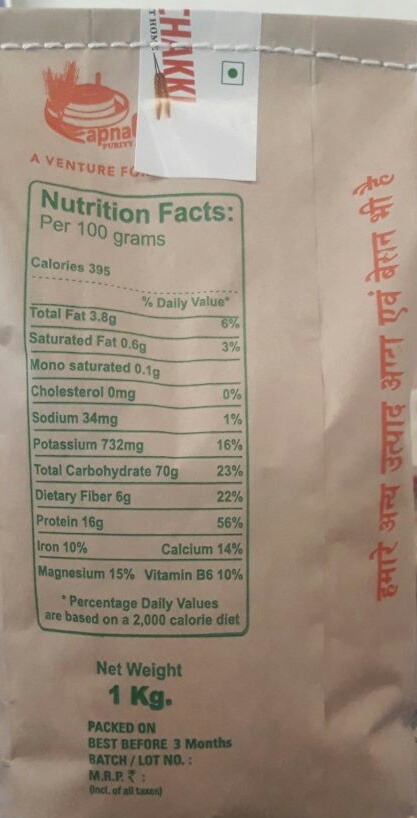 CHAKKI
T HOME
apna
PURITY
A VENTURE
Nutrition Facts:
Per 100 grams
Calories 395
% Daily Value*
Total Fat 3.8g 6%
Saturated Fat 0.6g 3%
Mono saturated 0.1g
Cholesterol 0mg 0%
Sodium 34mg 1%
Potassium 732mg 16%
Total Carbohydrate 70g 23%
Dietary Fiber 6g 22%
Protein 16g 56%
Iron 10% Calcium 14%
Magnesium 15% Vitamin B6 10%
* Percentage Daily Values
are based on a 2,000 calorie diet
Net Weight
1 Kg.
PACKED ON
BEST BEFORE 3 Months
BATCH / LOT NO. :
M.R.P. ₹ :
(Incl. of all taxes)
हमारे अन्य उत्पाद आटा एवं बेसन भी है